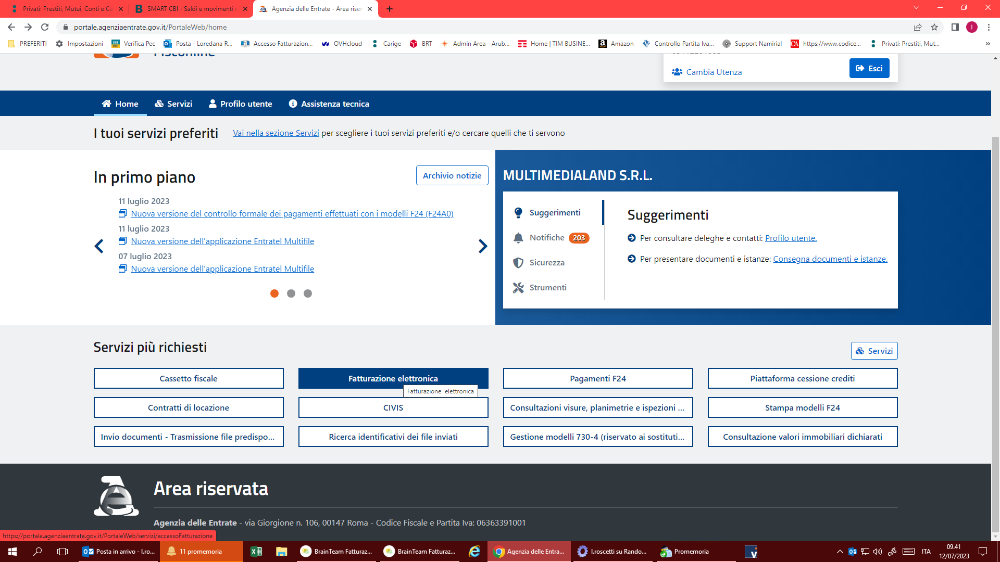 Privati: Prestiti, Mutui, Conti e Ca
SMART CBI - Saldi e movimenti r
Agenzia delle Entrate - Area riser
portale.agenziaentrate.gov.it/PortaleWeb/home
PREFERITI
Impostazioni
Verifica Pec
Posta - Loredana R...
Accesso Fatturazion...
OVHcloud
Carige
BRT
Admin Area - Arub...
Home | TIM BUSINE...
Amazon
Controllo Partita Iva...
Support Namirial
https://www.codice...
Privati: Prestiti, Mut...
»
Fisconline
Cambia Utenza
Esci
Home
Servizi
Profilo utente
Assistenza tecnica
I tuoi servizi preferiti
Vai nella sezione Servizi per scegliere i tuoi servizi preferiti e/o cercare quelli che ti servono
In primo piano
Archivio notizie
11 luglio 2023
Nuova versione del controllo formale dei pagamenti effettuati con i modelli F24 (F24A0)
11 luglio 2023
Nuova versione dell'applicazione Entratel Multifile
07 luglio 2023
Nuova versione dell'applicazione Entratel Multifile
MULTIMEDIALAND S.R.L.
Suggerimenti
Notifiche 203
Sicurezza
Strumenti
Suggerimenti
Per consultare deleghe e contatti: Profilo utente.
Per presentare documenti e istanze: Consegna documenti e istanze.
Servizi più richiesti
Servizi
Cassetto fiscale
Fatturazione elettronica
Pagamenti F24
Piattaforma cessione crediti
Fatturazione elettronica
Contratti di locazione
CIVIS
Consultazioni visure, planimetrie e ispezioni ...
Stampa modelli F24
Invio documenti - Trasmissione file predispo...
Ricerca identificativi dei file inviati
Gestione modelli 730-4 (riservato ai sostituti...
Consultazione valori immobiliari dichiarati
Area riservata
Agenzia delle Entrate - via Giorgione n. 106, 00147 Roma - Codice Fiscale e Partita Iva: 06363391001
https://portale.agenziaentrate.gov.it/PortaleWeb/servizi/accessoFatturazione
Posta in arrivo - l.ro...
11 promemoria
BrainTeam Fatturaz...
BrainTeam Fatturaz...
Agenzia delle Entra...
l.roscetti su Rando...
Promemoria
ITA
09.41
12/07/2023